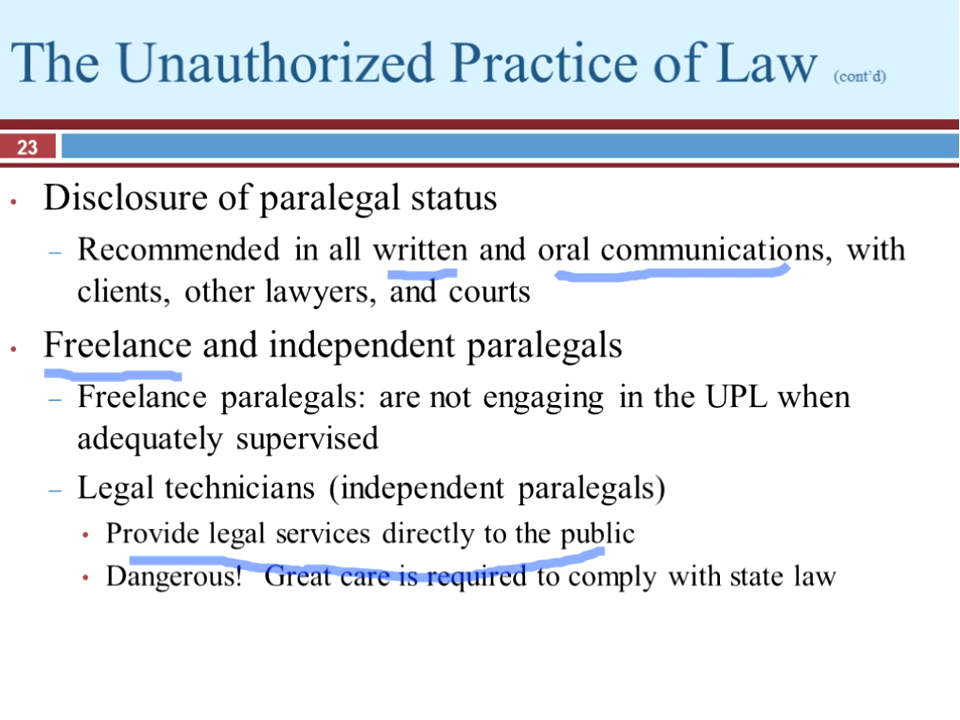 The Unauthorized Practice of Law (cont'd)
23
• Disclosure of paralegal status
– Recommended in all written and oral communications, with
clients, other lawyers, and courts
• Freelance and independent paralegals
– Freelance paralegals: are not engaging in the UPL when
adequately supervised
– Legal technicians (independent paralegals)
• Provide legal services directly to the public
• Dangerous! Great care is required to comply with state law